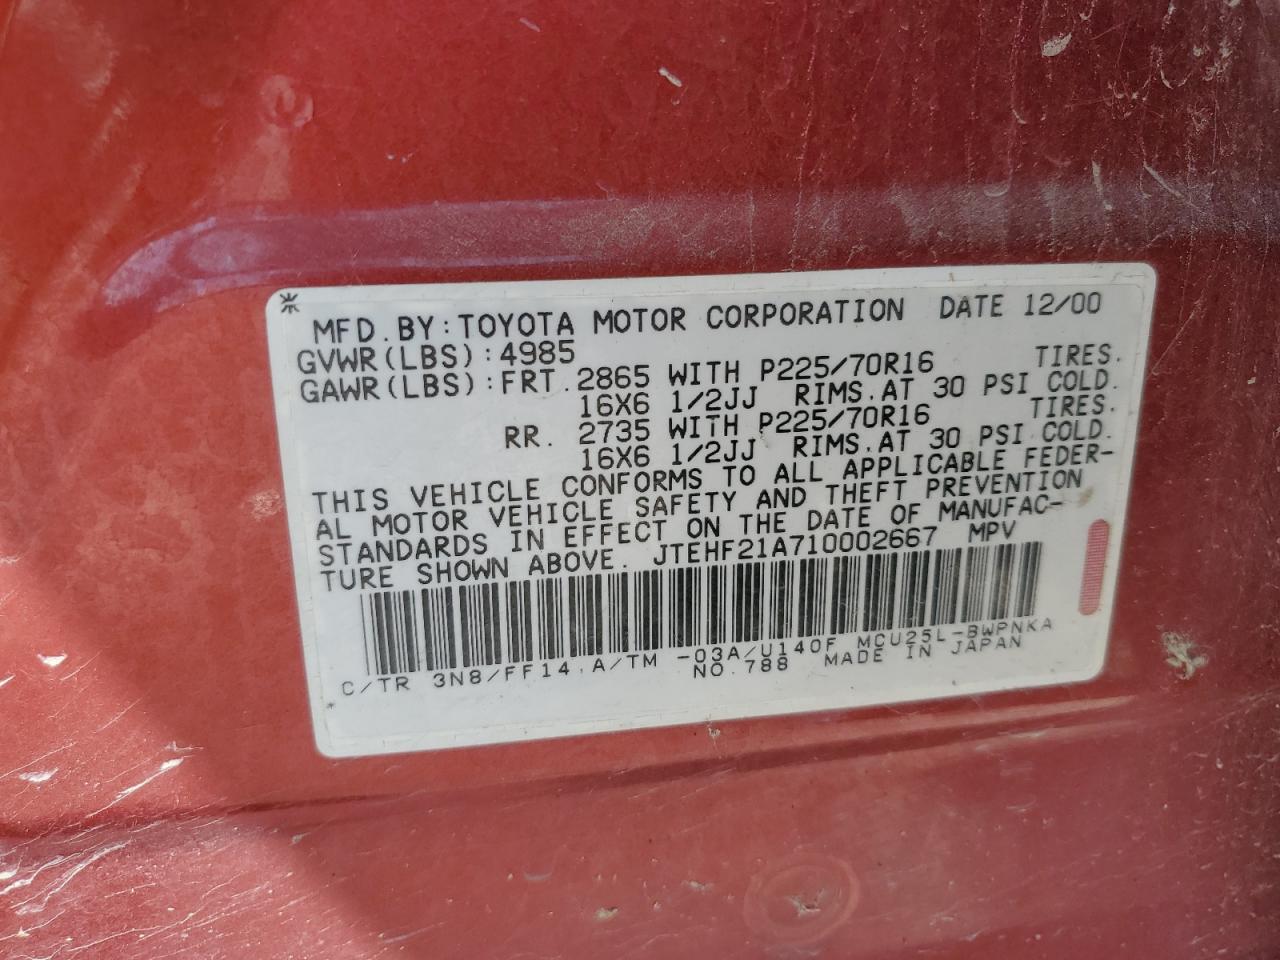 MFD. BY: TOYOTA MOTOR CORPORATION DATE 12/00
GVWR(LBS): 4985
GAWR(LBS): FRT. 2865 WITH P225/70R16 TIRES.
16X6 1/2JJ RIMS. AT 30 PSI COLD.
RR. 2735 WITH P225/70R16 TIRES.
16X6 1/2JJ RIMS. AT 30 PSI COLD.
THIS VEHICLE CONFORMS TO ALL APPLICABLE FEDER-
AL MOTOR VEHICLE SAFETY AND THEFT PREVENTION
STANDARDS IN EFFECT ON THE DATE OF MANUFAC-
TURE SHOWN ABOVE. JTEHF21A710002667 MPV
C/TR 3N8/FF14. A/TM -03A/U140F MCU25L-BWPNKA
NO. 788 MADE IN JAPAN